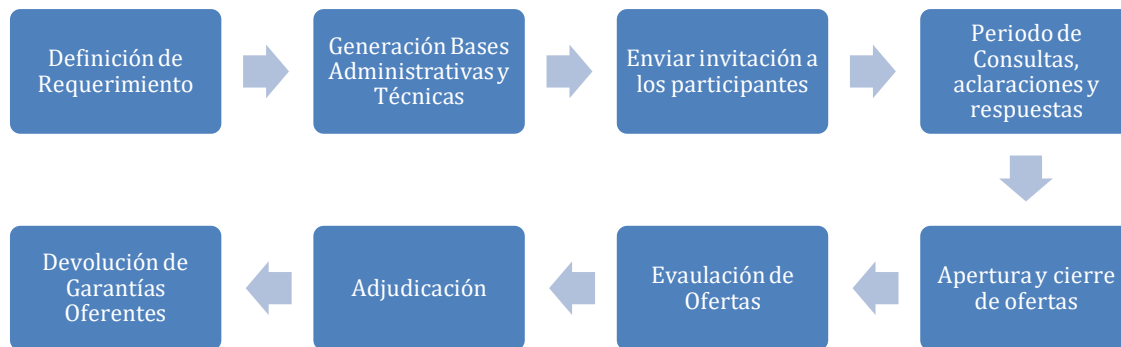 Definición de
Requerimiento
Generación Bases
Administrativas y
Técnicas
Enviar invitación a
los participantes
Periodo de
Consultas,
aclaraciones y
respuestas
Apertura y cierre
de ofertas
Evaulación de
Ofertas
Adjudicación
Devolución de
Garantías
Oferentes